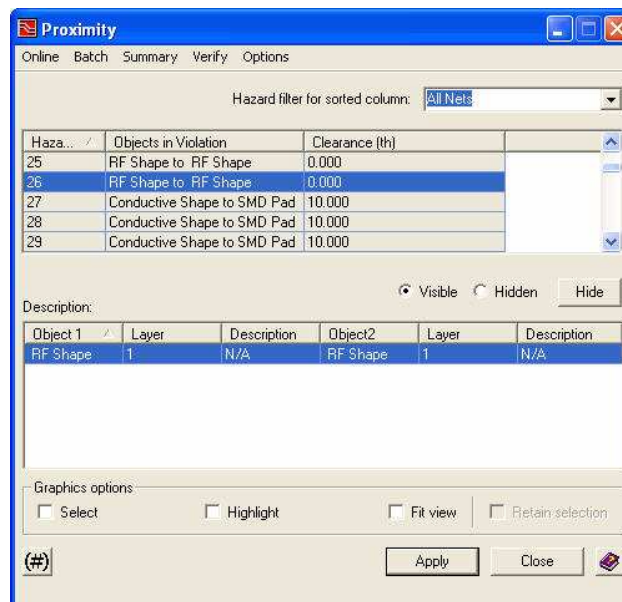 Proximity
Online Batch Summary Verify Options
Hazard filter for sorted column: All Nets
Haza... Objects in Violation Clearance (th)
25 RF Shape to RF Shape 0.000
26 RF Shape to RF Shape 0.000
27 Conductive Shape to SMD Pad 10.000
28 Conductive Shape to SMD Pad 10.000
29 Conductive Shape to SMD Pad 10.000
Visible Hidden Hide
Description:
Object 1 Layer Description Object2 Layer Description
RF Shape 1 N/A RF Shape 1 N/A
Graphics options
Select Highlight Fit view Retain selection
(#) Apply Close